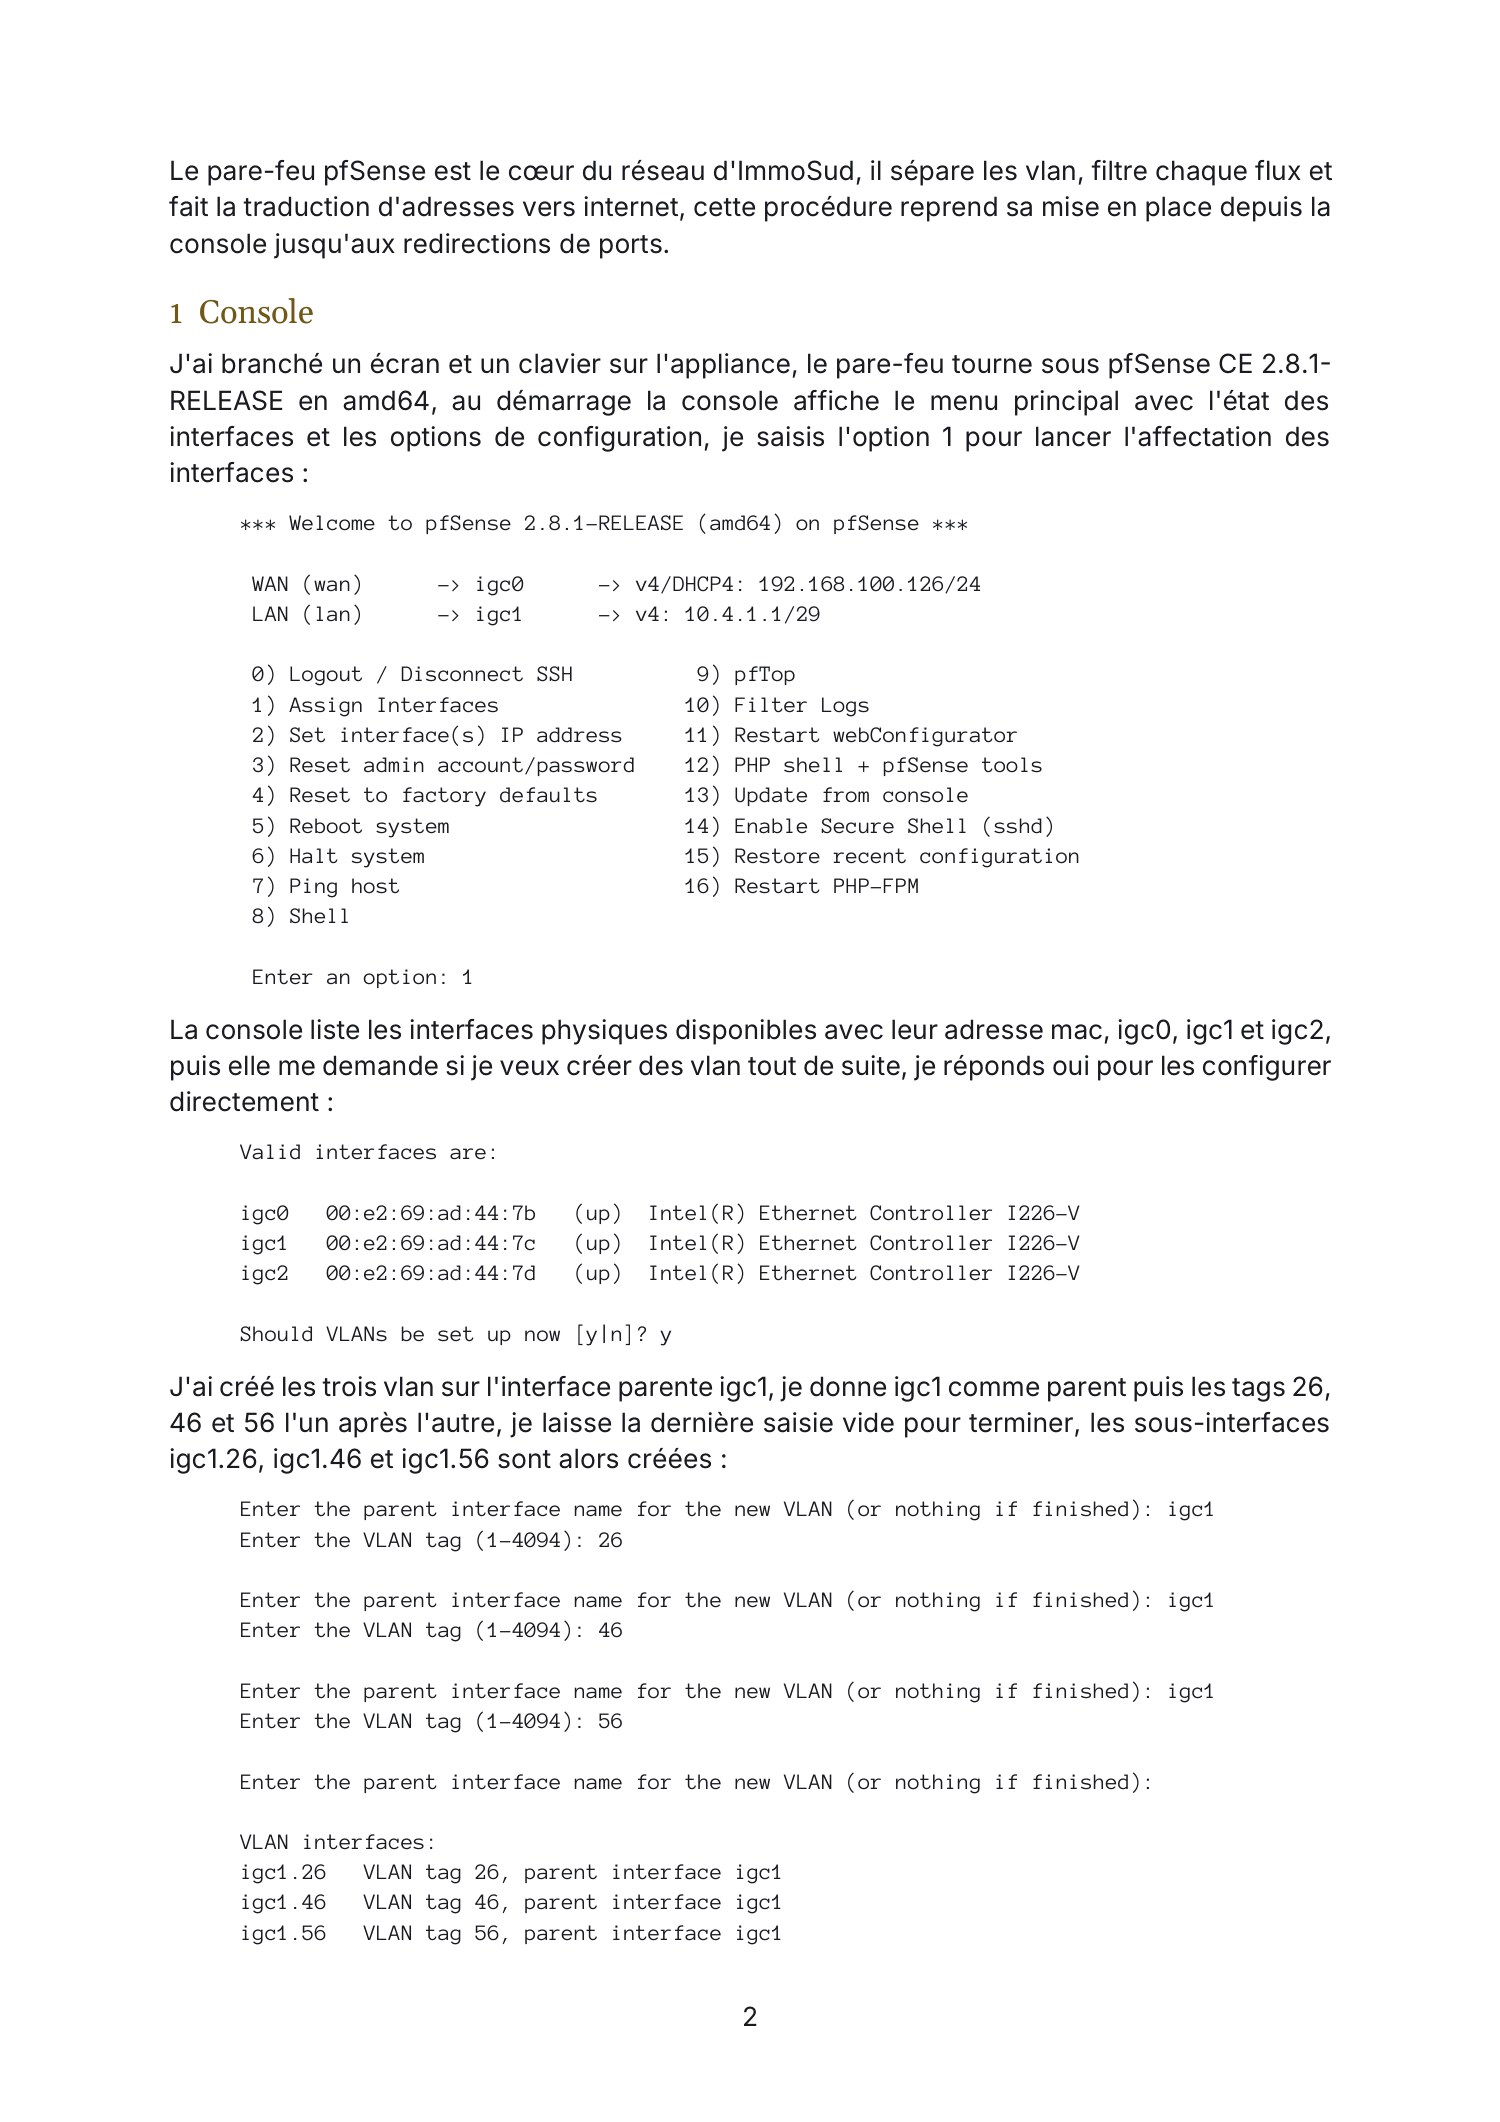 Le pare-feu pfSense est le cœur du réseau d'ImmoSud, il sépare les vlan, filtre chaque flux et
fait la traduction d'adresses vers internet, cette procédure reprend sa mise en place depuis la
console jusqu'aux redirections de ports.
1 Console
J'ai branché un écran et un clavier sur l'appliance, le pare-feu tourne sous pfSense CE 2.8.1-
RELEASE en amd64, au démarrage la console affiche le menu principal avec l'état des
interfaces et les options de configuration, je saisis l'option 1 pour lancer l'affectation des
interfaces :
*** Welcome to pfSense 2.8.1-RELEASE (amd64) on pfSense ***
WAN (wan)      -> igc0      -> v4/DHCP4: 192.168.100.126/24
LAN (lan)      -> igc1      -> v4: 10.4.1.1/29
0) Logout / Disconnect SSH          9) pfTop
1) Assign Interfaces               10) Filter Logs
2) Set interface(s) IP address     11) Restart webConfigurator
3) Reset admin account/password    12) PHP shell + pfSense tools
4) Reset to factory defaults       13) Update from console
5) Reboot system                   14) Enable Secure Shell (sshd)
6) Halt system                     15) Restore recent configuration
7) Ping host                       16) Restart PHP-FPM
8) Shell
Enter an option: 1
La console liste les interfaces physiques disponibles avec leur adresse mac, igc0, igc1 et igc2,
puis elle me demande si je veux créer des vlan tout de suite, je réponds oui pour les configurer
directement :
Valid interfaces are:
igc0   00:e2:69:ad:44:7b   (up)  Intel(R) Ethernet Controller I226-V
igc1   00:e2:69:ad:44:7c   (up)  Intel(R) Ethernet Controller I226-V
igc2   00:e2:69:ad:44:7d   (up)  Intel(R) Ethernet Controller I226-V
Should VLANs be set up now [y|n]? y
J'ai créé les trois vlan sur l'interface parente igc1, je donne igc1 comme parent puis les tags 26,
46 et 56 l'un après l'autre, je laisse la dernière saisie vide pour terminer, les sous-interfaces
igc1.26, igc1.46 et igc1.56 sont alors créées :
Enter the parent interface name for the new VLAN (or nothing if finished): igc1
Enter the VLAN tag (1-4094): 26
Enter the parent interface name for the new VLAN (or nothing if finished): igc1
Enter the VLAN tag (1-4094): 46
Enter the parent interface name for the new VLAN (or nothing if finished): igc1
Enter the VLAN tag (1-4094): 56
Enter the parent interface name for the new VLAN (or nothing if finished):
VLAN interfaces:
igc1.26   VLAN tag 26, parent interface igc1
igc1.46   VLAN tag 46, parent interface igc1
igc1.56   VLAN tag 56, parent interface igc1
2